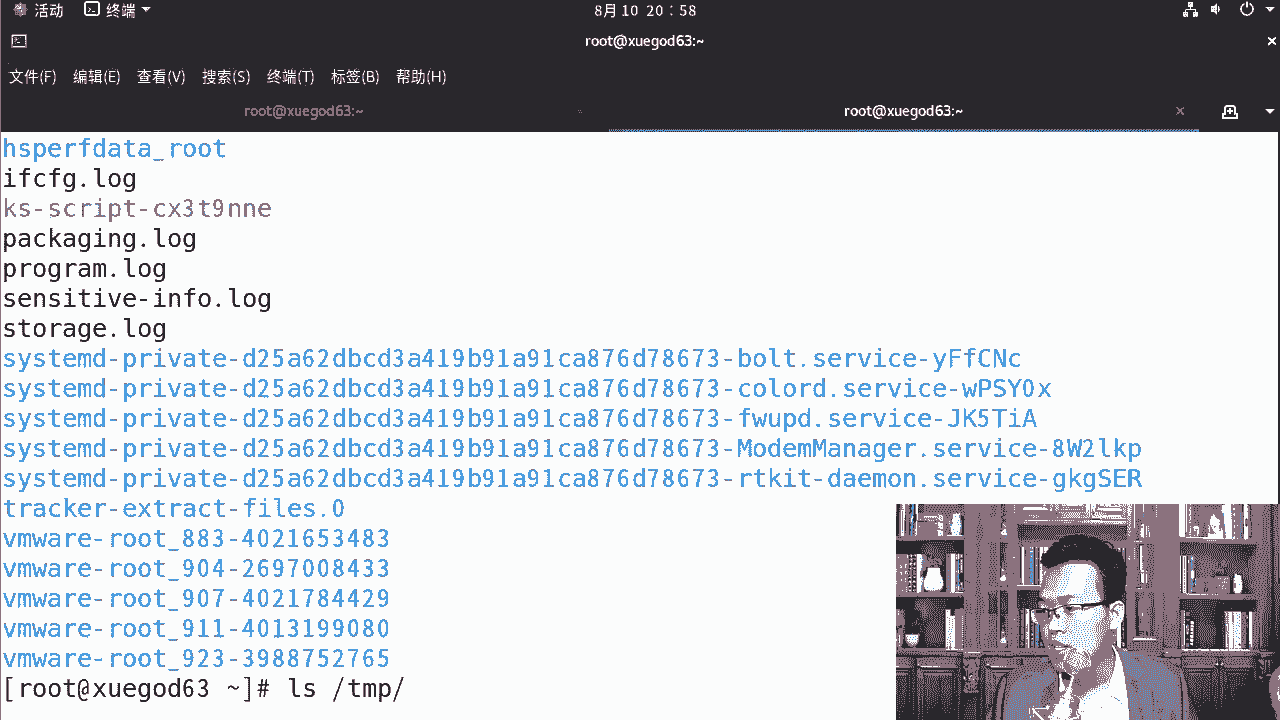 活动 终端 8月10 20：58
root@xuegod63:~
文件(F) 编辑(E) 查看(V) 搜索(S) 终端(T) 标签(B) 帮助(H)
root@xuegod63:~ root@xuegod63:~
hsperfdata_root
ifcfg.log
ks-script-cx3t9nne
packaging.log
program.log
sensitive-info.log
storage.log
systemd-private-d25a62dbcd3a419b91a91ca876d78673-bolt.service-yFfCNc
systemd-private-d25a62dbcd3a419b91a91ca876d78673-colord.service-wPSY0x
systemd-private-d25a62dbcd3a419b91a91ca876d78673-fwupd.service-JK5TiA
systemd-private-d25a62dbcd3a419b91a91ca876d78673-ModemManager.service-8W2lkp
systemd-private-d25a62dbcd3a419b91a91ca876d78673-rtkit-daemon.service-gkgSER
tracker-extract-files.0
vmware-root_883-4021653483
vmware-root_904-2697008433
vmware-root_907-4021784429
vmware-root_911-4013199080
vmware-root_923-3988752765
[root@xuegod63 ~]# ls /tmp/